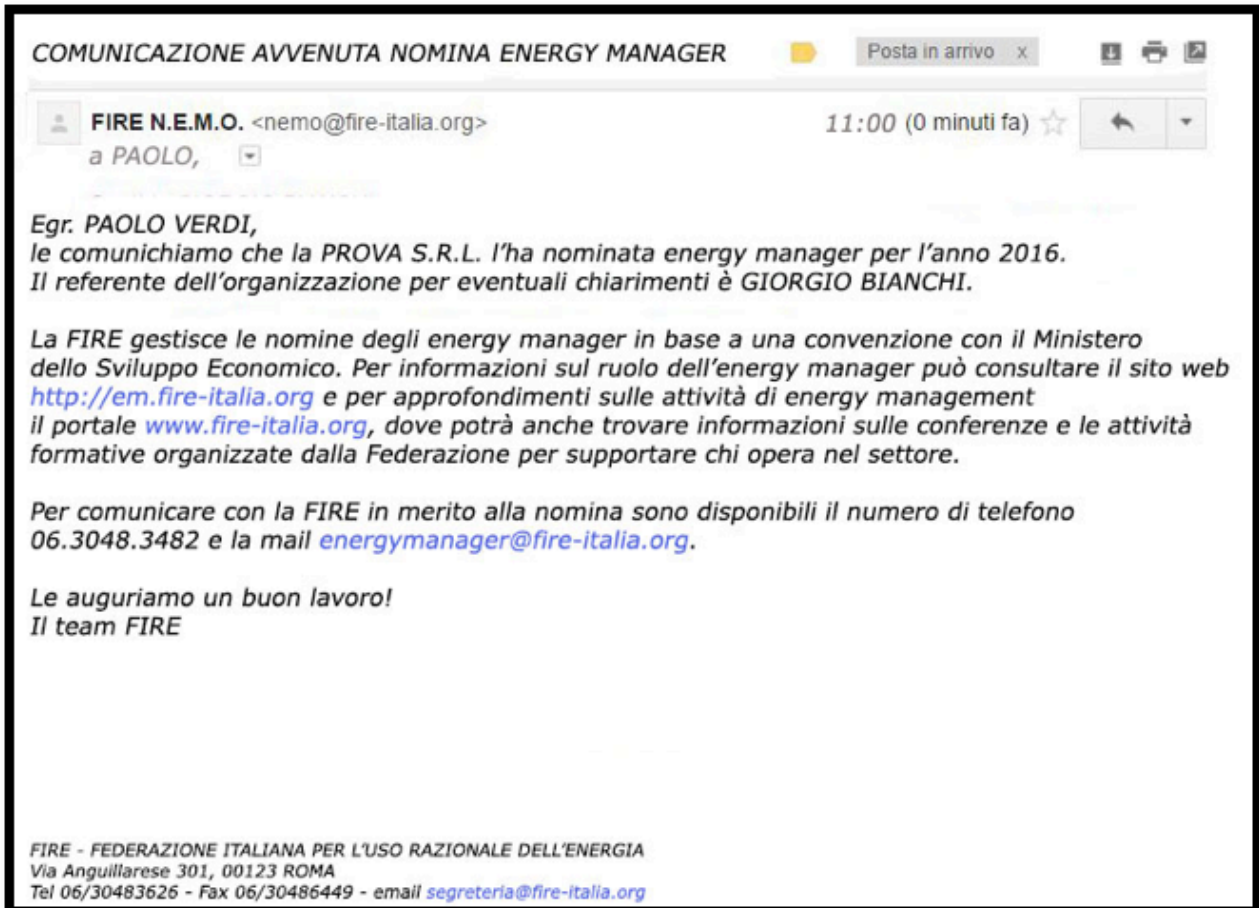 COMUNICAZIONE AVVENUTA NOMINA ENERGY MANAGER
Posta in arrivo x
FIRE N.E.M.O. <nemo@fire-italia.org>
11:00 (0 minuti fa)
a PAOLO,
Egr. PAOLO VERDI,
le comunichiamo che la PROVA S.R.L. l'ha nominata energy manager per l'anno 2016.
Il referente dell'organizzazione per eventuali chiarimenti è GIORGIO BIANCHI.
La FIRE gestisce le nomine degli energy manager in base a una convenzione con il Ministero
dello Sviluppo Economico. Per informazioni sul ruolo dell'energy manager può consultare il sito web
http://em.fire-italia.org e per approfondimenti sulle attività di energy management
il portale www.fire-italia.org, dove potrà anche trovare informazioni sulle conferenze e le attività
formative organizzate dalla Federazione per supportare chi opera nel settore.
Per comunicare con la FIRE in merito alla nomina sono disponibili il numero di telefono
06.3048.3482 e la mail energymanager@fire-italia.org.
Le auguriamo un buon lavoro!
Il team FIRE
FIRE - FEDERAZIONE ITALIANA PER L'USO RAZIONALE DELL'ENERGIA
Via Anguillarese 301, 00123 ROMA
Tel 06/30483626 - Fax 06/30486449 - email segreteria@fire-italia.org